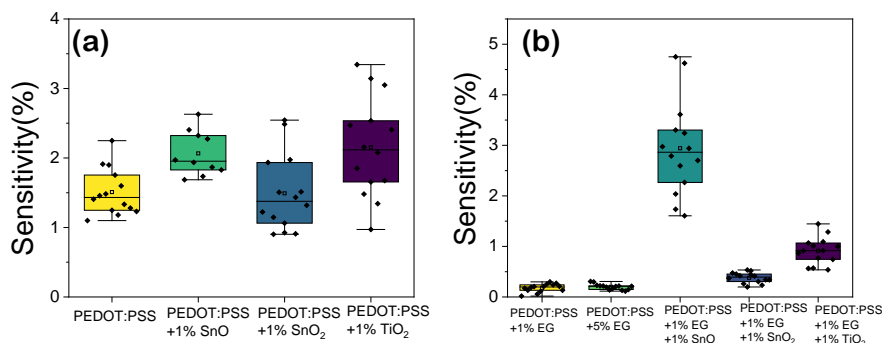 (a)
Sensitivity(%)
4
3
2
1
0
PEDOT:PSS
PEDOT:PSS
+1% SnO
PEDOT:PSS
+1% SnO₂
PEDOT:PSS
+1% TiO₂
(b)
Sensitivity(%)
5
4
3
2
1
0
PEDOT:PSS
+1% EG
PEDOT:PSS
+5% EG
PEDOT:PSS
+1% EG
+1% SnO
PEDOT:PSS
+1% EG
+1% SnO₂
PEDOT:PSS
+1% EG
+1% TiO₂